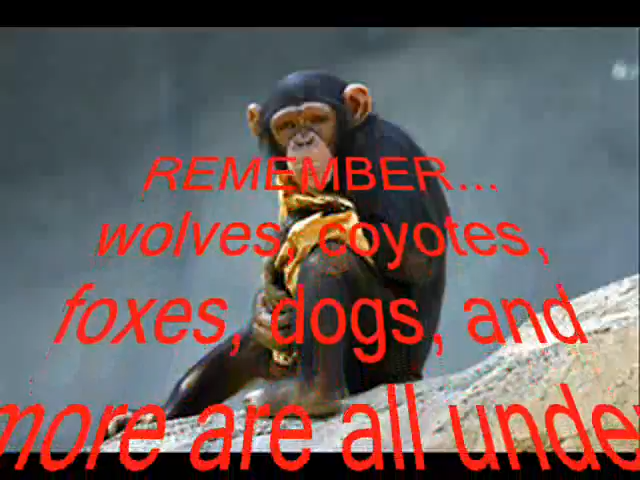 REMEMBER...
wolves, coyotes,
foxes, dogs, and
more are all unde